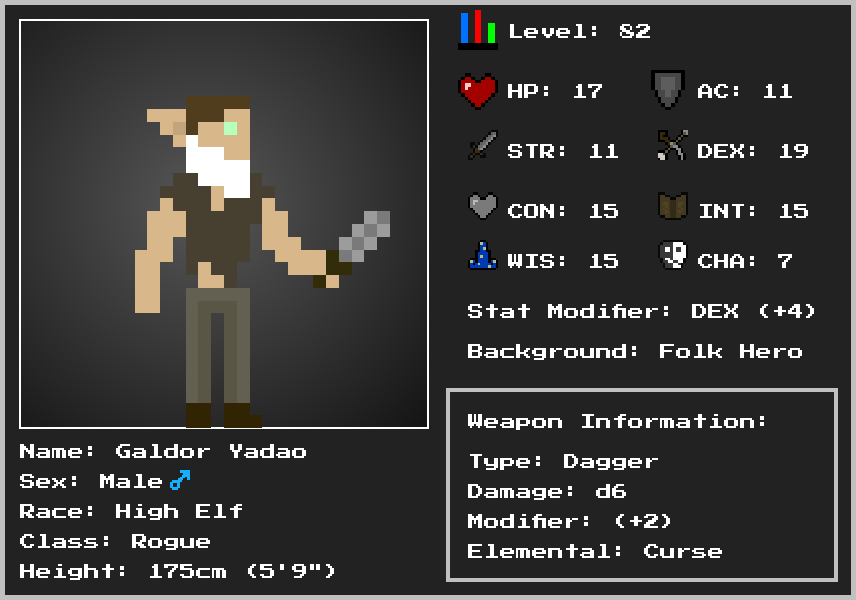 Level: 82
HP: 17
AC: 11
STR: 11
DEX: 19
CON: 15
INT: 15
WIS: 15
CHA: 7
Stat Modifier: DEX (+4)
Background: Folk Hero
Weapon Information:
Type: Dagger
Damage: d6
Modifier: (+2)
Elemental: Curse
Name: Galdor Yadao
Sex: Male♂
Race: High Elf
Class: Rogue
Height: 175cm (5'9")